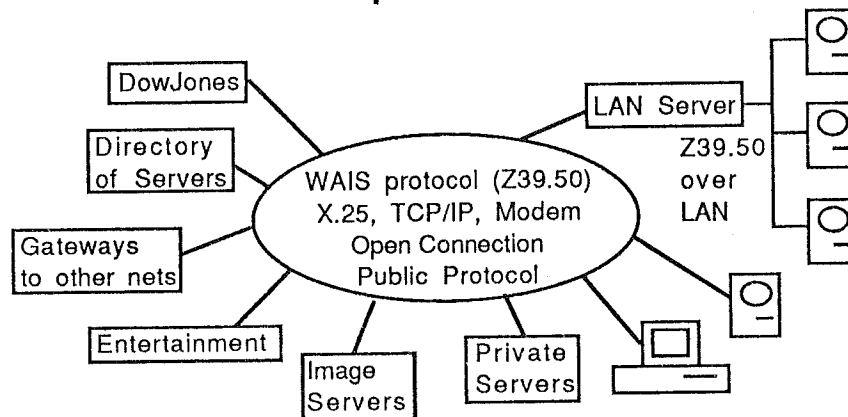 DowJones
LAN Server
Directory
of Servers
Z39.50
over
LAN
WAIS protocol (Z39.50)
X.25, TCP/IP, Modem
Open Connection
Public Protocol
Gateways
to other nets
Entertainment
Image
Servers
Private
Servers